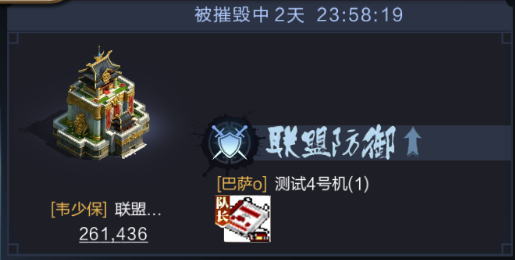 被摧毁中 2天 23:58:19
联盟防御
[巴萨o] 测试4号机(1)
队长
[韦少保] 联盟...
261,436